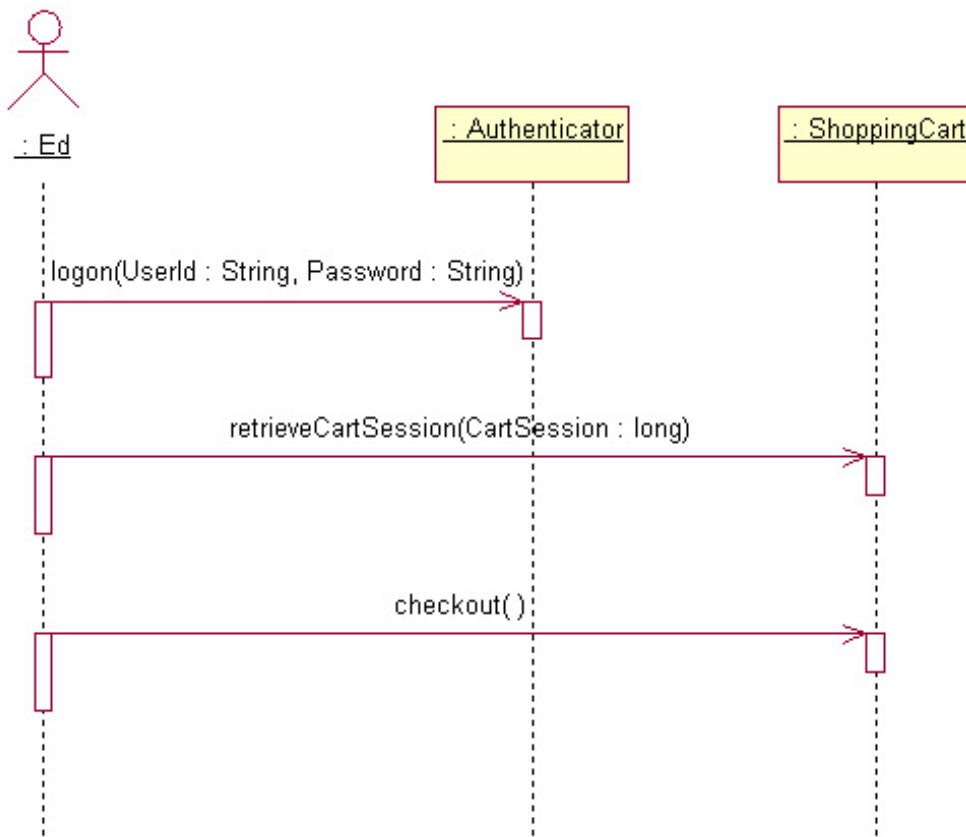 : Ed
: Authenticator
: ShoppingCart
logon(UserId : String, Password : String)
retrieveCartSession(CartSession : long)
checkout( )